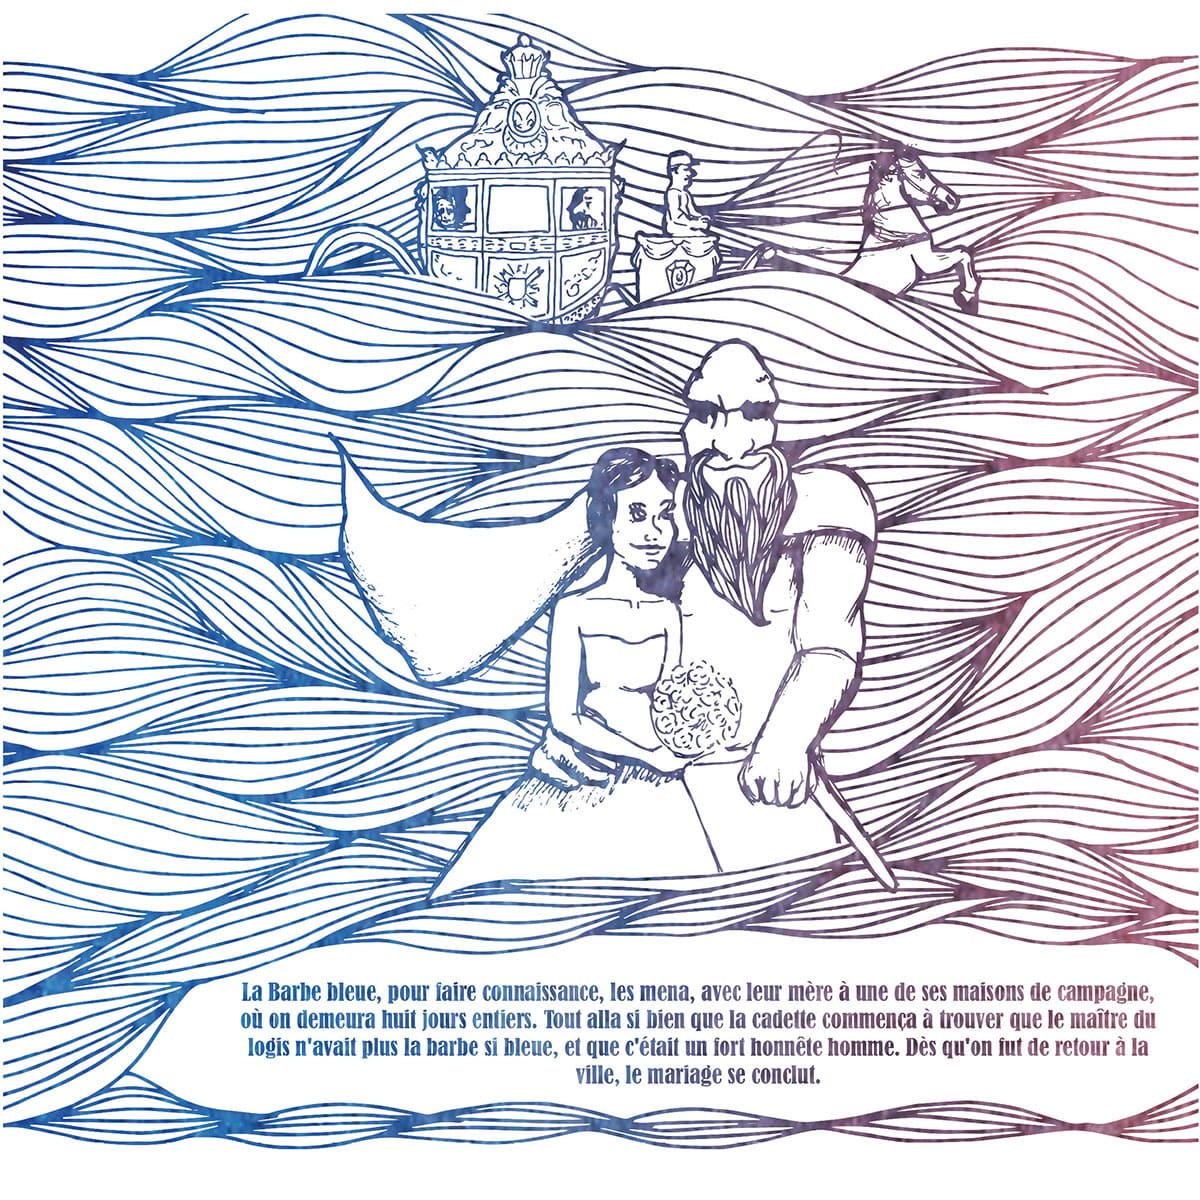 La Barbe bleue, pour faire connaissance, les mena, avec leur mère à une de ses maisons de campagne,
où on demeura huit jours entiers. Tout alla si bien que la cadette commença à trouver que le maître du
logis n'avait plus la barbe si bleue, et que c'était un fort honnête homme. Dès qu'on fut de retour à la
ville, le mariage se conclut.